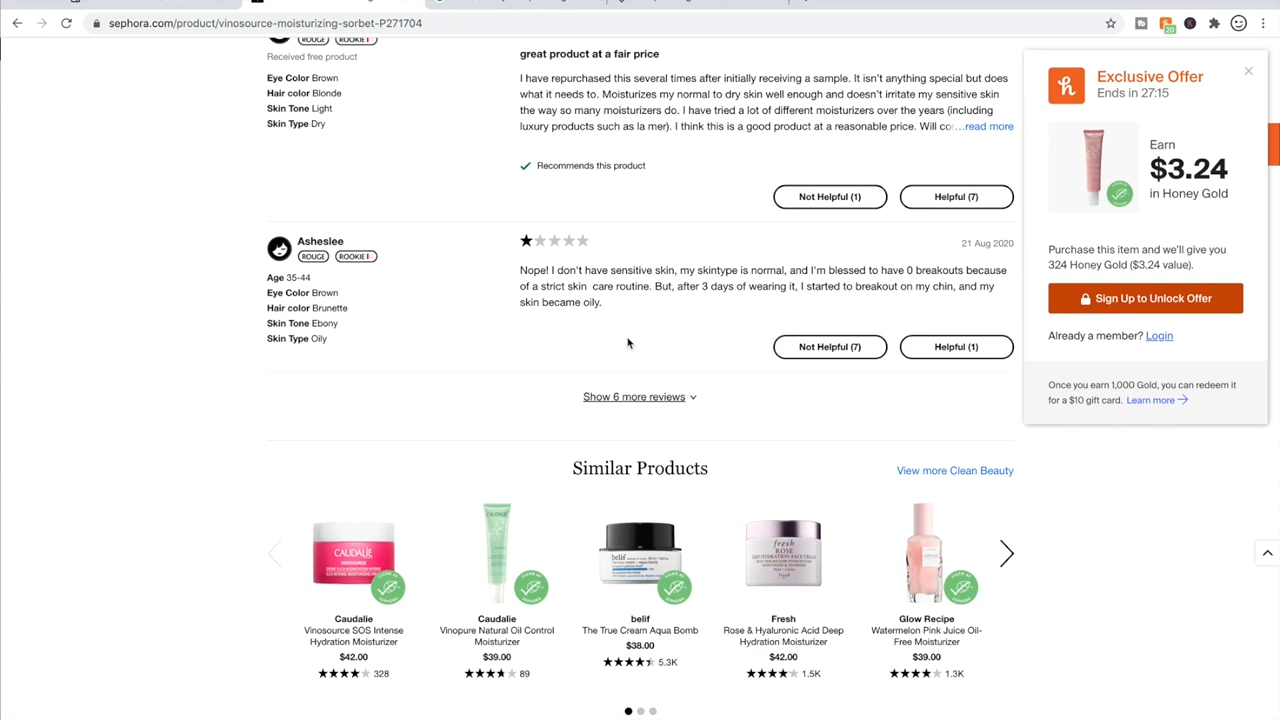 sephora.com/product/vinosource-moisturizing-sorbet-P271704
20
ROUGE ROOKIE
Received free product
Eye Color Brown
Hair color Blonde
Skin Tone Light
Skin Type Dry
great product at a fair price
I have repurchased this several times after initially receiving a sample. It isn't anything special but does
what it needs to. Moisturizes my normal to dry skin well enough and doesn't irritate my sensitive skin
the way so many moisturizers do. I have tried a lot of different moisturizers over the years (including
luxury products such as la mer). I think this is a good product at a reasonable price. Will co …read more
Recommends this product
Not Helpful (1)
Helpful (7)
Asheslee
ROUGE ROOKIE
Age 35-44
Eye Color Brown
Hair color Brunette
Skin Tone Ebony
Skin Type Oily
21 Aug 2020
Nope! I don't have sensitive skin, my skintype is normal, and I'm blessed to have 0 breakouts because
of a strict skin care routine. But, after 3 days of wearing it, I started to breakout on my chin, and my
skin became oily.
Not Helpful (7)
Helpful (1)
Show 6 more reviews
Similar Products
View more Clean Beauty
CAUDALIE
VINOSOURCE
CAUDALIE
belif
fresh
ROSE
DEEP HYDRATION FACE CREAM
Caudalie
Vinosource SOS Intense
Hydration Moisturizer
$42.00
328
Caudalie
Vinopure Natural Oil Control
Moisturizer
$39.00
89
belif
The True Cream Aqua Bomb
$38.00
5.3K
Fresh
Rose & Hyaluronic Acid Deep
Hydration Moisturizer
$42.00
1.5K
Glow Recipe
Watermelon Pink Juice Oil-
Free Moisturizer
$39.00
1.3K
h
Exclusive Offer
Ends in 27:15
Earn
$3.24
in Honey Gold
Purchase this item and we'll give you
324 Honey Gold ($3.24 value).
Sign Up to Unlock Offer
Already a member? Login
Once you earn 1,000 Gold, you can redeem it
for a $10 gift card. Learn more